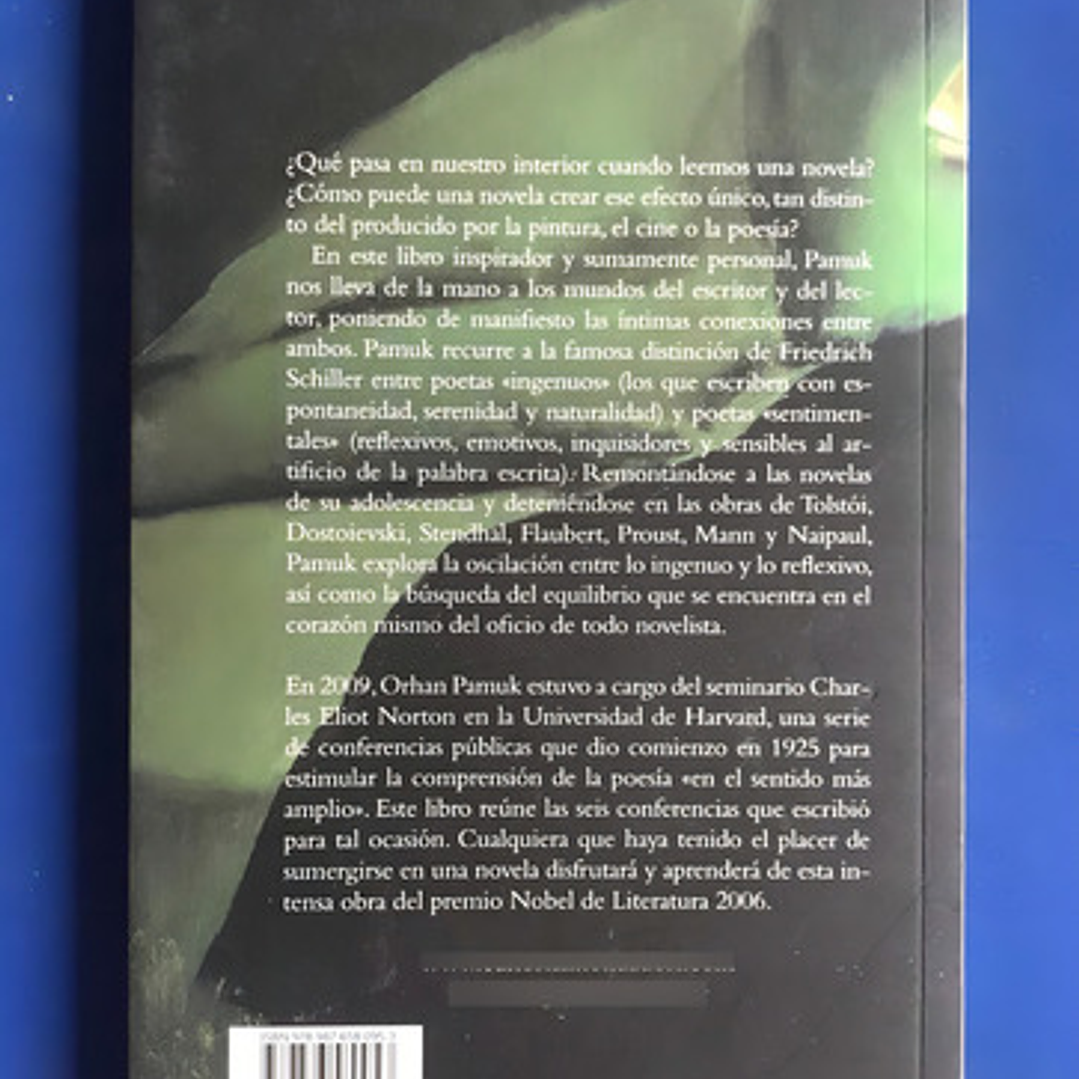 ¿Qué pasa en nuestro interior cuando leemos una novela?
¿Cómo puede una novela crear ese efecto único, tan distin-
to del producido por la pintura, el cine o la poesía?
En este libro inspirador y sumamente personal, Pamuk
nos lleva de la mano a los mundos del escritor y del lec-
tor, poniendo de manifiesto las íntimas conexiones entre
ambos. Pamuk recurre a la famosa distinción de Friedrich
Schiller entre poetas «ingenuos» (los que escriben con es-
pontaneidad, serenidad y naturalidad) y poetas «sentimen-
tales» (reflexivos, emotivos, inquisidores y sensibles al ar-
tificio de la palabra escrita). Remontándose a las novelas
de su adolescencia y deteniéndose en las obras de Tolstói,
Dostoievski, Stendhal, Flaubert, Proust, Mann y Naipaul,
Pamuk explora la oscilación entre lo ingenuo y lo reflexivo,
así como la búsqueda del equilibrio que se encuentra en el
corazón mismo del oficio de todo novelista.
En 2009, Orhan Pamuk estuvo a cargo del seminario Char-
les Eliot Norton en la Universidad de Harvard, una serie
de conferencias públicas que dio comienzo en 1925 para
estimular la comprensión de la poesía «en el sentido más
amplio». Este libro reúne las seis conferencias que escribió
para tal ocasión. Cualquiera que haya tenido el placer de
sumergirse en una novela disfrutará y aprenderá de esta in-
tensa obra del premio Nobel de Literatura 2006.
ISBN